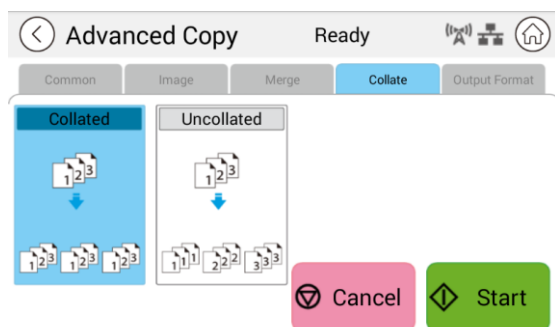 Advanced Copy Ready
Common Image Merge Collate Output Format
Collated Uncollated
1 2 3 1 2 3
1 2 3 1 2 3 1 2 3 1 1 1 2 2 2 3 3 3
Cancel Start